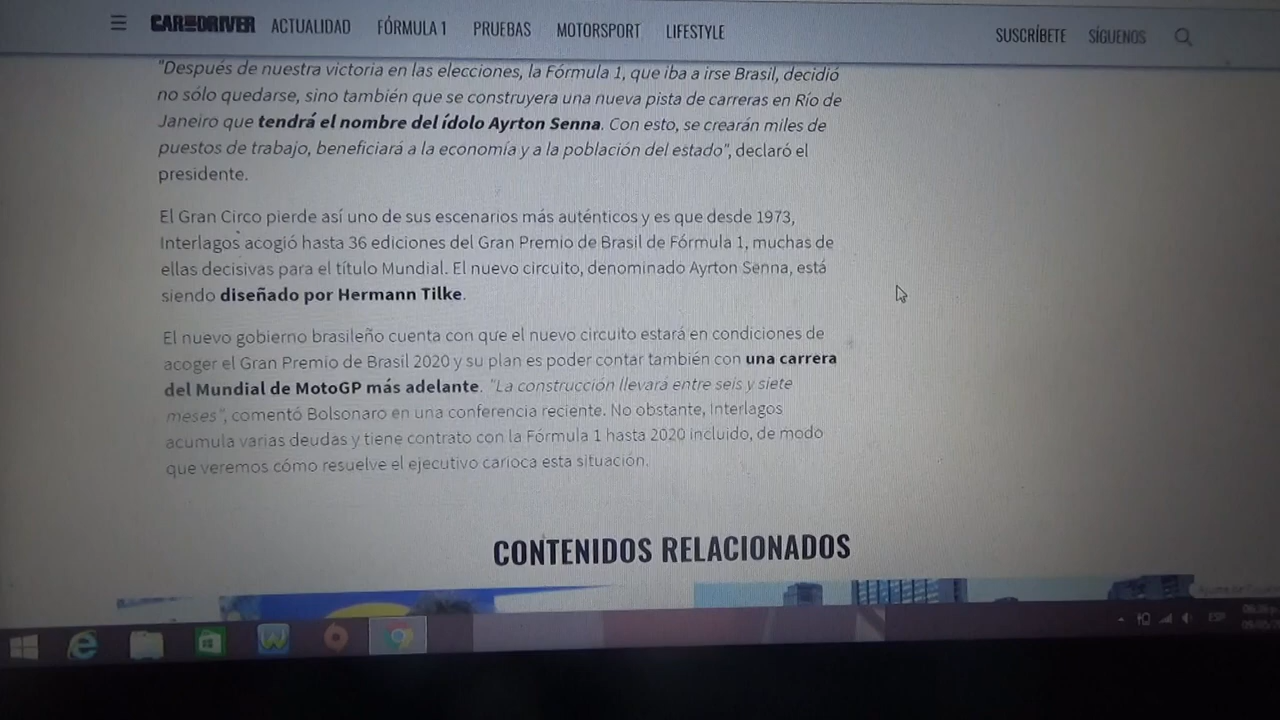 CAR AND DRIVER ACTUALIDAD FÓRMULA 1 PRUEBAS MOTORSPORT LIFESTYLE SUSCRÍBETE SÍGUENOS
"Después de nuestra victoria en las elecciones, la Fórmula 1, que iba a irse Brasil, decidió
no sólo quedarse, sino también que se construyera una nueva pista de carreras en Río de
Janeiro que tendrá el nombre del ídolo Ayrton Senna. Con esto, se crearán miles de
puestos de trabajo, beneficiará a la economía y a la población del estado", declaró el
presidente.
El Gran Circo pierde así uno de sus escenarios más auténticos y es que desde 1973,
Interlagos acogió hasta 36 ediciones del Gran Premio de Brasil de Fórmula 1, muchas de
ellas decisivas para el título Mundial. El nuevo circuito, denominado Ayrton Senna, está
siendo diseñado por Hermann Tilke.
El nuevo gobierno brasileño cuenta con que el nuevo circuito estará en condiciones de
acoger el Gran Premio de Brasil 2020 y su plan es poder contar también con una carrera
del Mundial de MotoGP más adelante. "La construcción llevará entre seis y siete
meses", comentó Bolsonaro en una conferencia reciente. No obstante, Interlagos
acumula varias deudas y tiene contrato con la Fórmula 1 hasta 2020 incluido, de modo
que veremos cómo resuelve el ejecutivo carioca esta situación.
CONTENIDOS RELACIONADOS
ESP